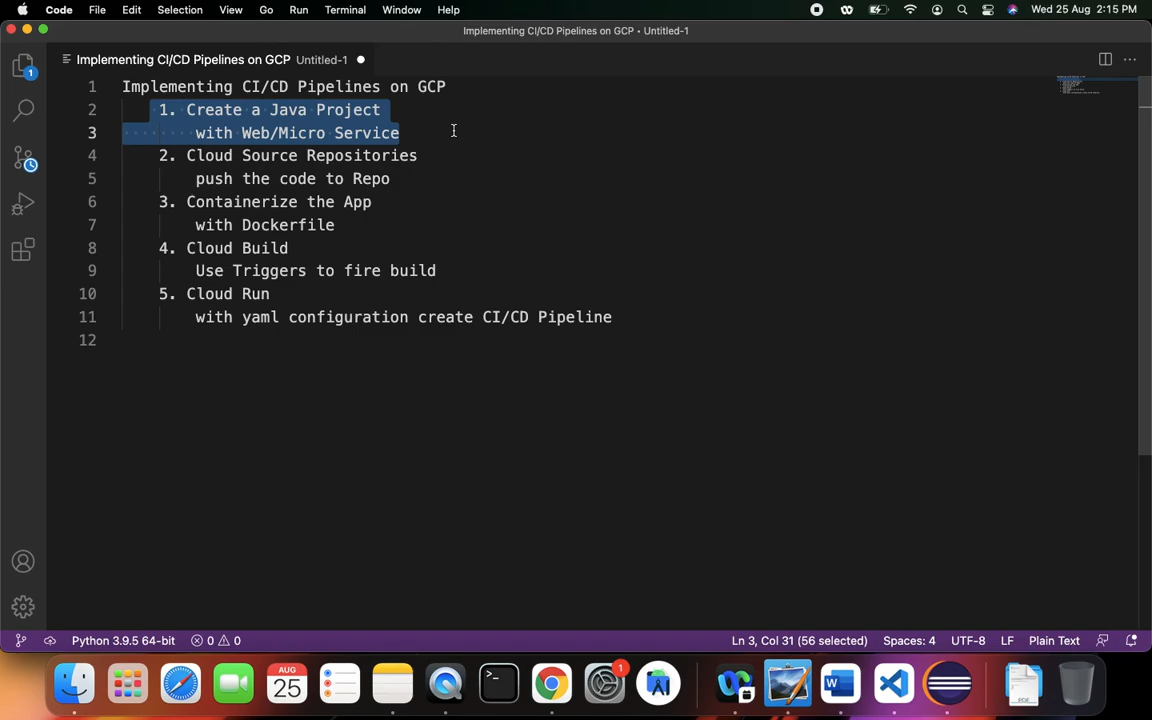 Code File Edit Selection View Go Run Terminal Window Help Wed 25 Aug 2:15 PM
Implementing CI/CD Pipelines on GCP • Untitled-1
Implementing CI/CD Pipelines on GCP Untitled-1
1 Implementing CI/CD Pipelines on GCP
2 1. Create a Java Project
3 with Web/Micro Service
4 2. Cloud Source Repositories
5 push the code to Repo
6 3. Containerize the App
7 with Dockerfile
8 4. Cloud Build
9 Use Triggers to fire build
10 5. Cloud Run
11 with yaml configuration create CI/CD Pipeline
12
1
Python 3.9.5 64-bit 0 0 Ln 3, Col 31 (56 selected) Spaces: 4 UTF-8 LF Plain Text
AUG
25
1
PDF